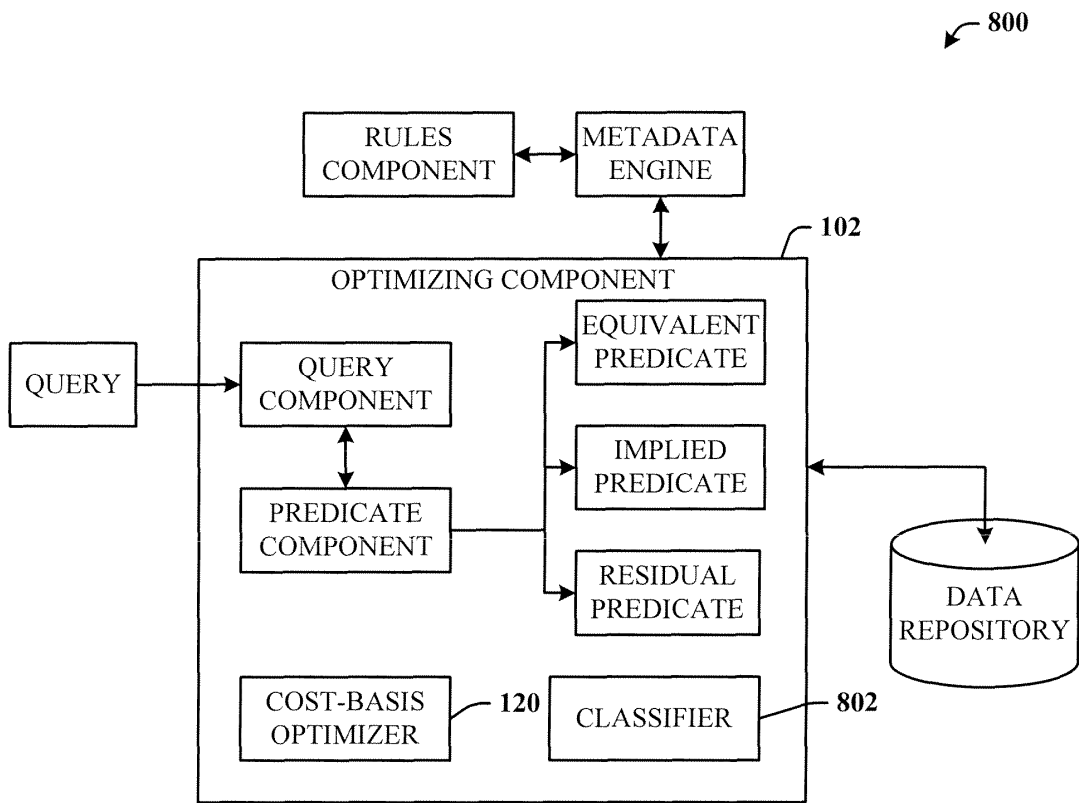 800
RULES
COMPONENT
METADATA
ENGINE
102
OPTIMIZING COMPONENT
EQUIVALENT
PREDICATE
QUERY
QUERY
COMPONENT
IMPLIED
PREDICATE
PREDICATE
COMPONENT
RESIDUAL
PREDICATE
DATA
REPOSITORY
COST-BASIS
OPTIMIZER
120
CLASSIFIER
802